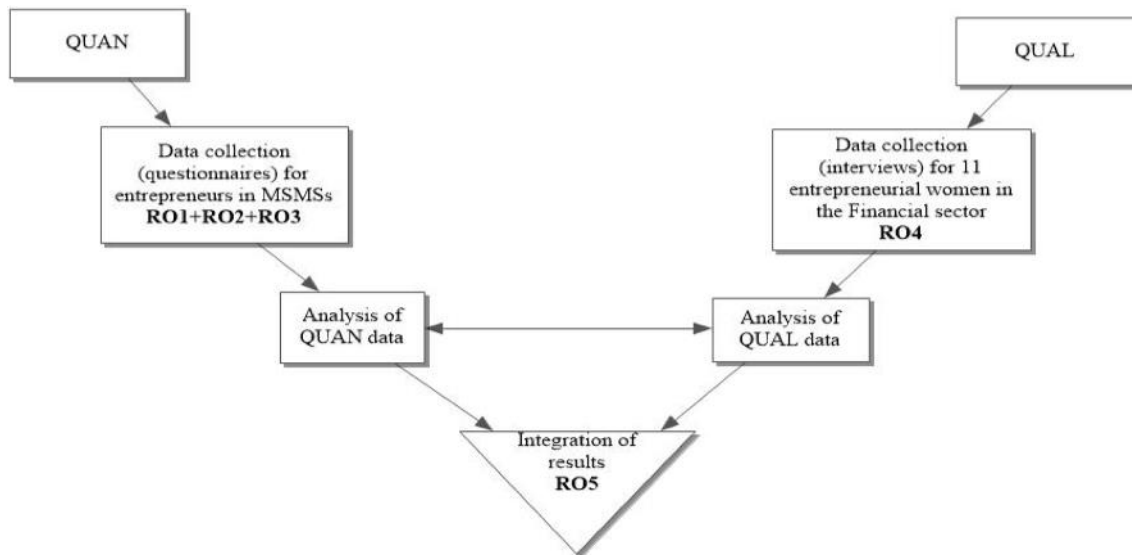 QUAN
QUAL
Data collection
(questionnaires) for
entrepreneurs in MSMSs
RO1+RO2+RO3
Data collection
(interviews) for 11
entrepreneurial women in
the Financial sector
RO4
Analysis of
QUAN data
Analysis of
QUAL data
Integration of
results
RO5